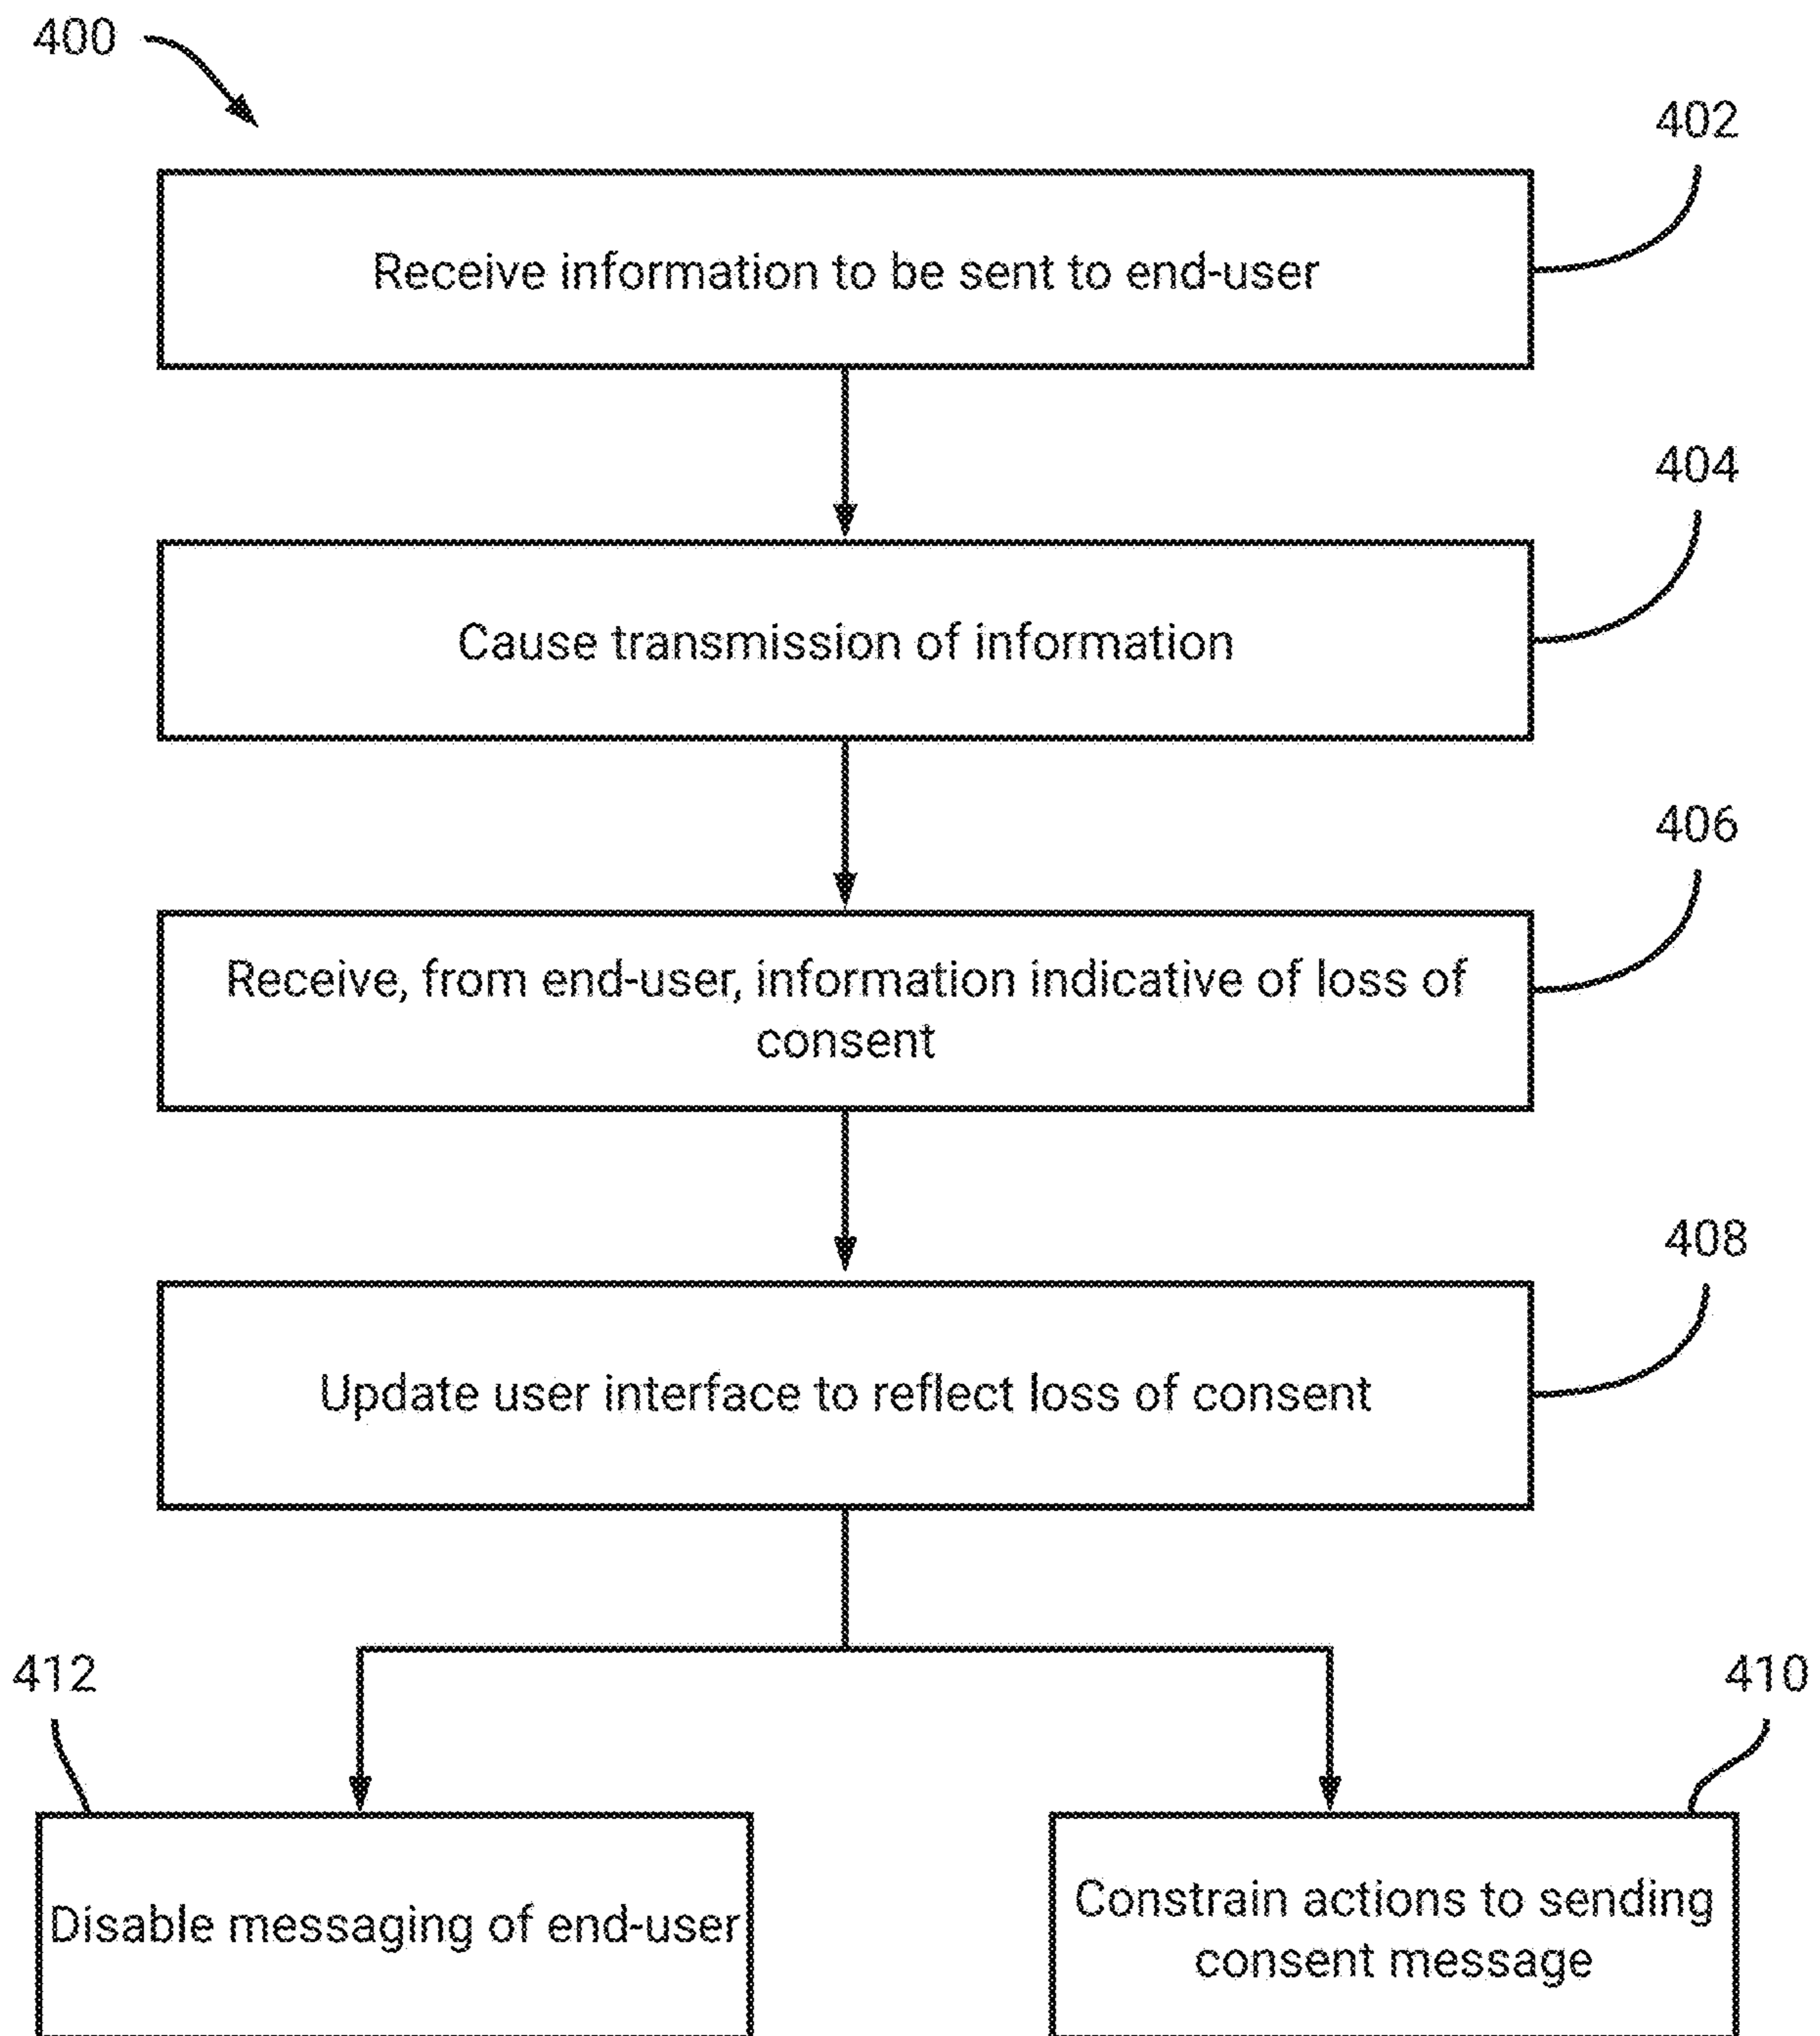 400
402
Receive information to be sent to end-user
404
Cause transmission of information
406
Receive, from end-user, information indicative of loss of
consent
408
Update user interface to reflect loss of consent
412
410
Disable messaging of end-user
Constrain actions to sending
consent message